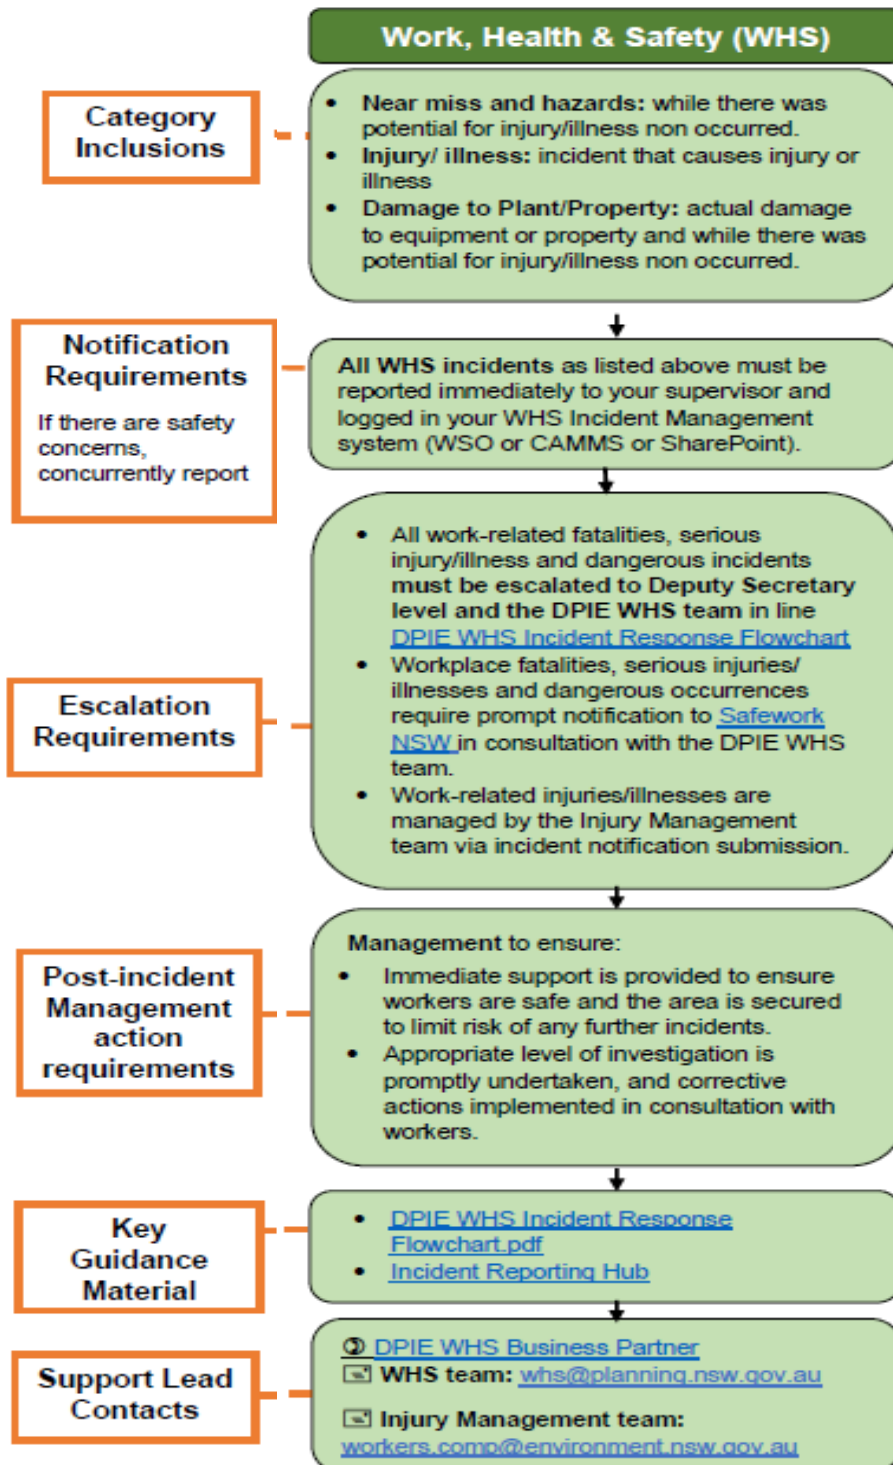 Work, Health & Safety (WHS)
Category
Inclusions
• Near miss and hazards: while there was
potential for injury/illness non occurred.
• Injury/ illness: incident that causes injury or
illness
• Damage to Plant/Property: actual damage
to equipment or property and while there was
potential for injury/illness non occurred.
Notification
Requirements
If there are safety
concerns,
concurrently report
All WHS incidents as listed above must be
reported immediately to your supervisor and
logged in your WHS Incident Management
system (WSO or CAMMS or SharePoint).
Escalation
Requirements
• All work-related fatalities, serious
injury/illness and dangerous incidents
must be escalated to Deputy Secretary
level and the DPIE WHS team in line
DPIE WHS Incident Response Flowchart
• Workplace fatalities, serious injuries/
illnesses and dangerous occurrences
require prompt notification to Safework
NSW in consultation with the DPIE WHS
team.
• Work-related injuries/illnesses are
managed by the Injury Management
team via incident notification submission.
Post-incident
Management
action
requirements
Management to ensure:
• Immediate support is provided to ensure
workers are safe and the area is secured
to limit risk of any further incidents.
• Appropriate level of investigation is
promptly undertaken, and corrective
actions implemented in consultation with
workers.
Key
Guidance
Material
• DPIE WHS Incident Response
Flowchart.pdf
• Incident Reporting Hub
Support Lead
Contacts
DPIE WHS Business Partner
WHS team: whs@planning.nsw.gov.au
Injury Management team:
workers.comp@environment.nsw.gov.au